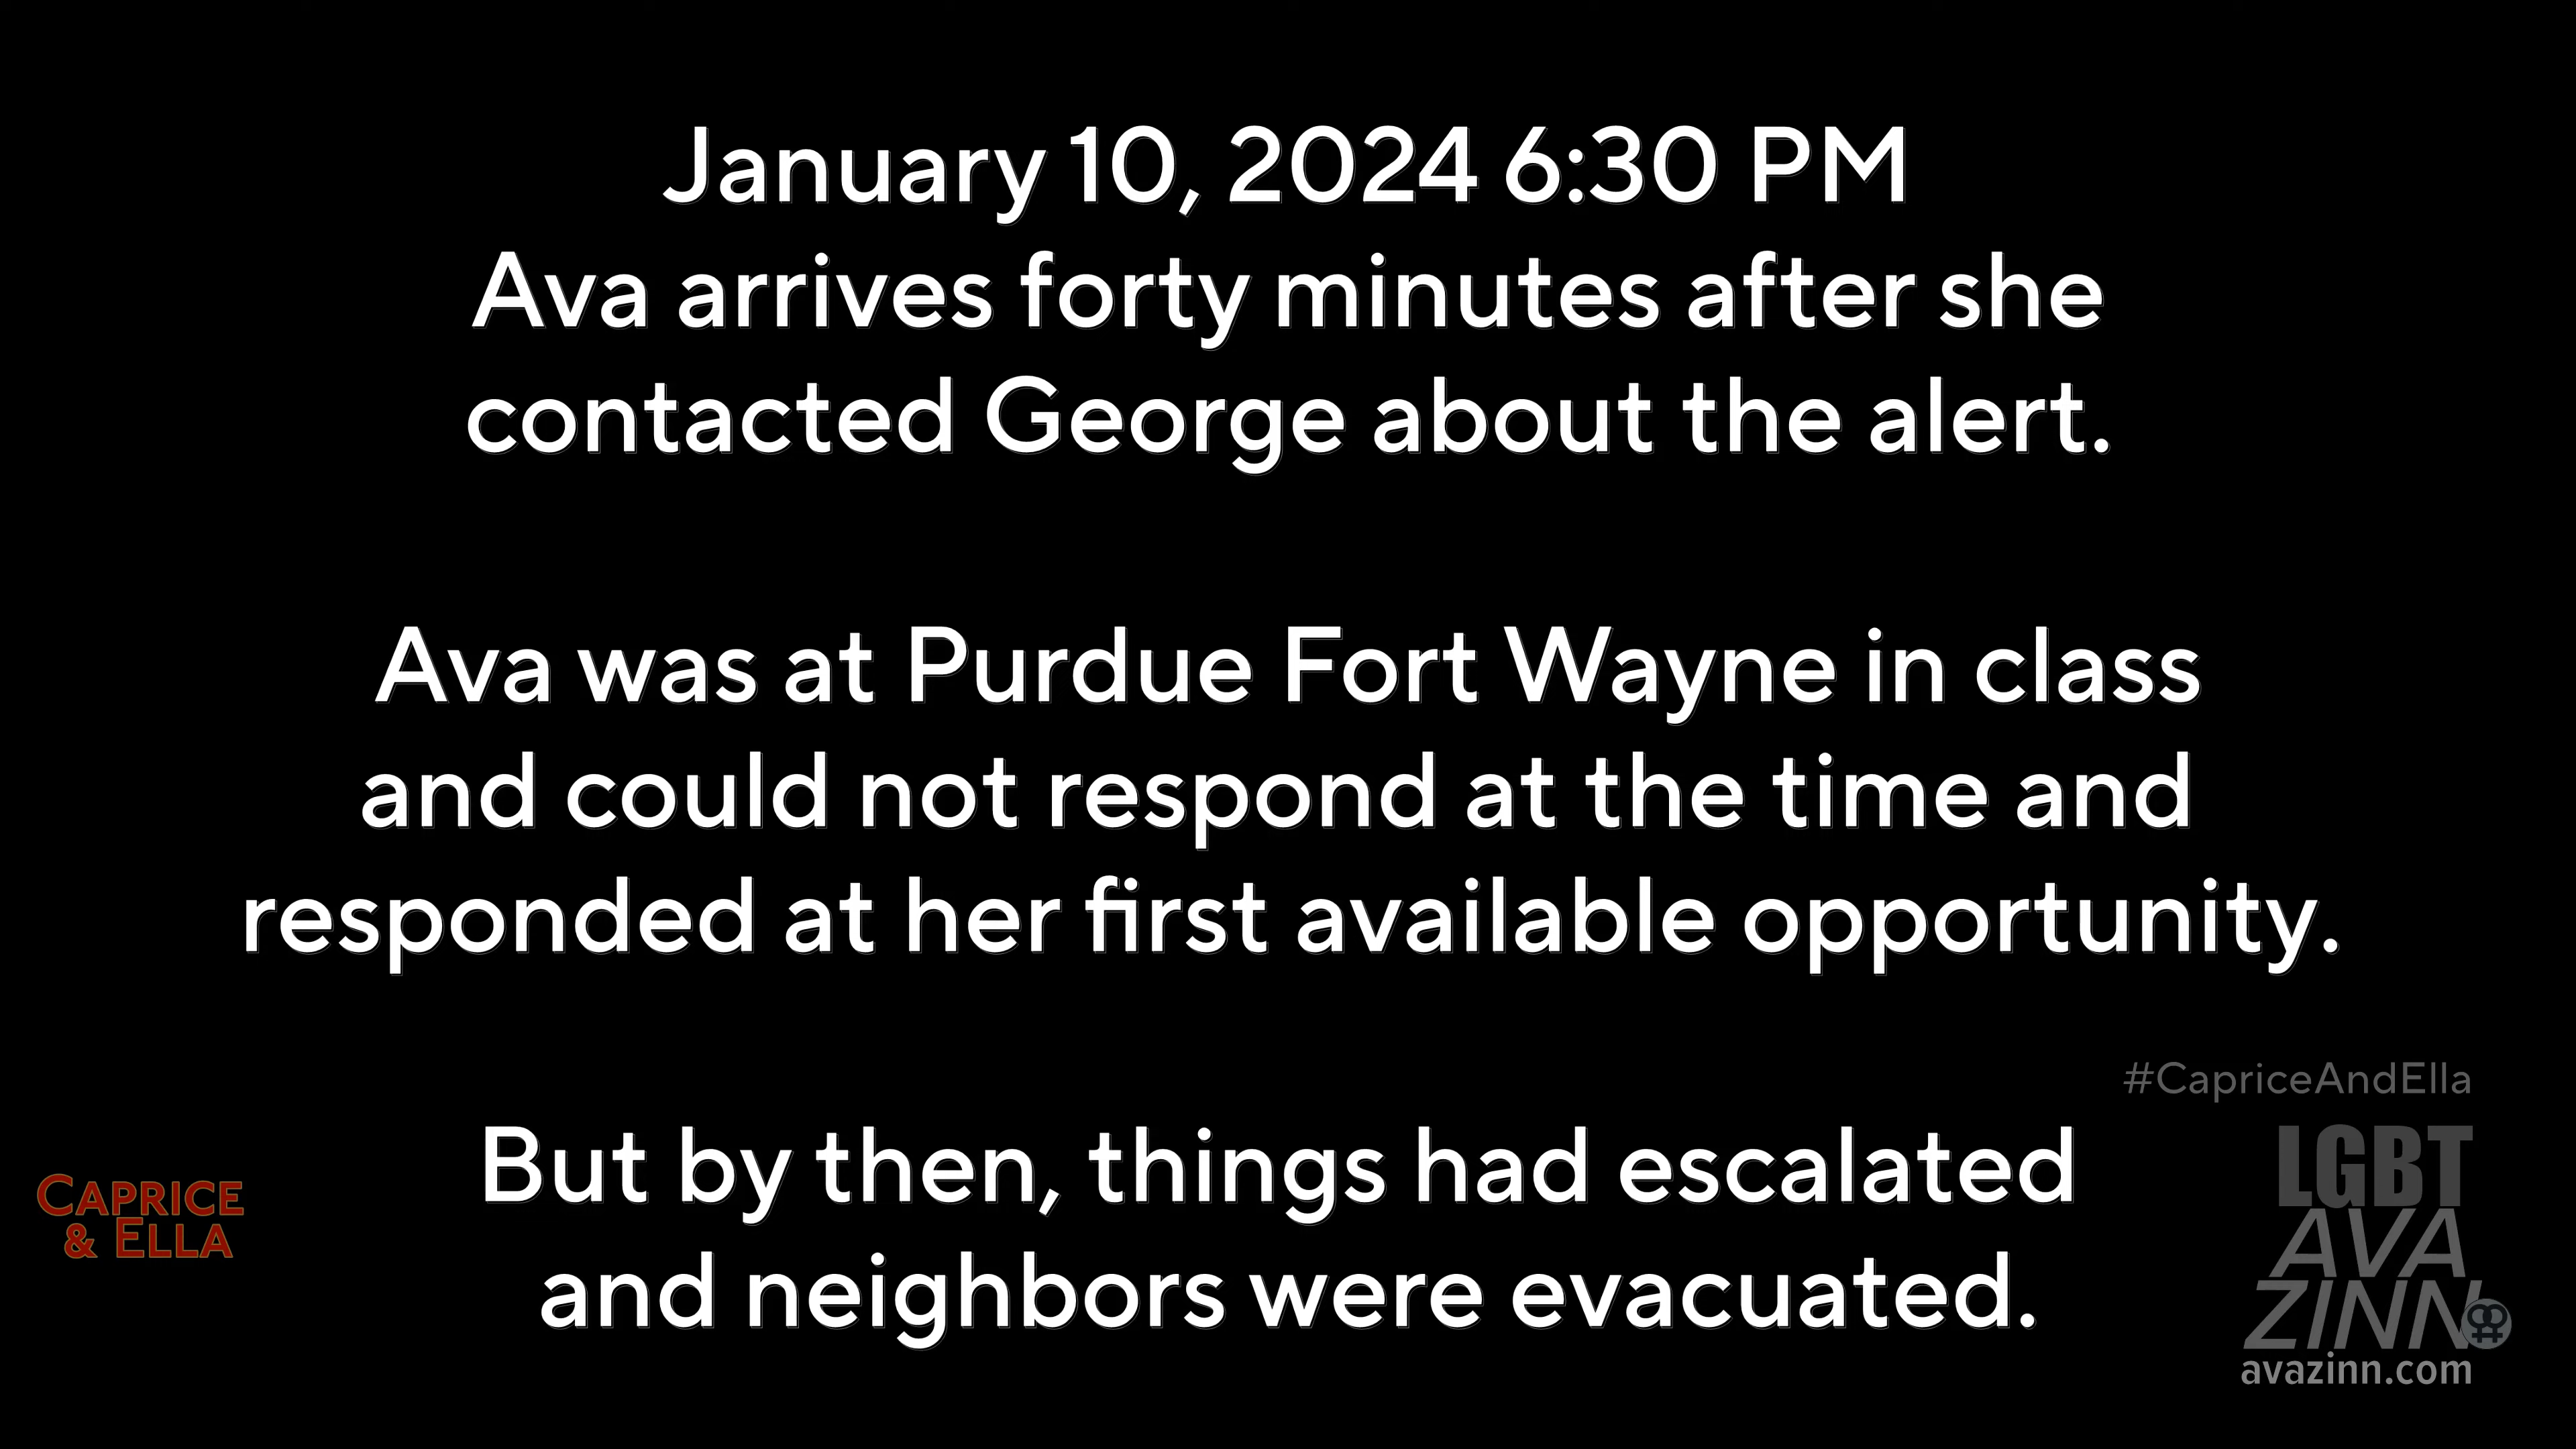 January 10, 2024 6:30 PM
Ava arrives forty minutes after she
contacted George about the alert.
Ava was at Purdue Fort Wayne in class
and could not respond at the time and
responded at her first available opportunity.
But by then, things had escalated
and neighbors were evacuated.
CAPRICE
& ELLA
#CapriceAndElla
LGBT
AVA
ZINN
avazinn.com